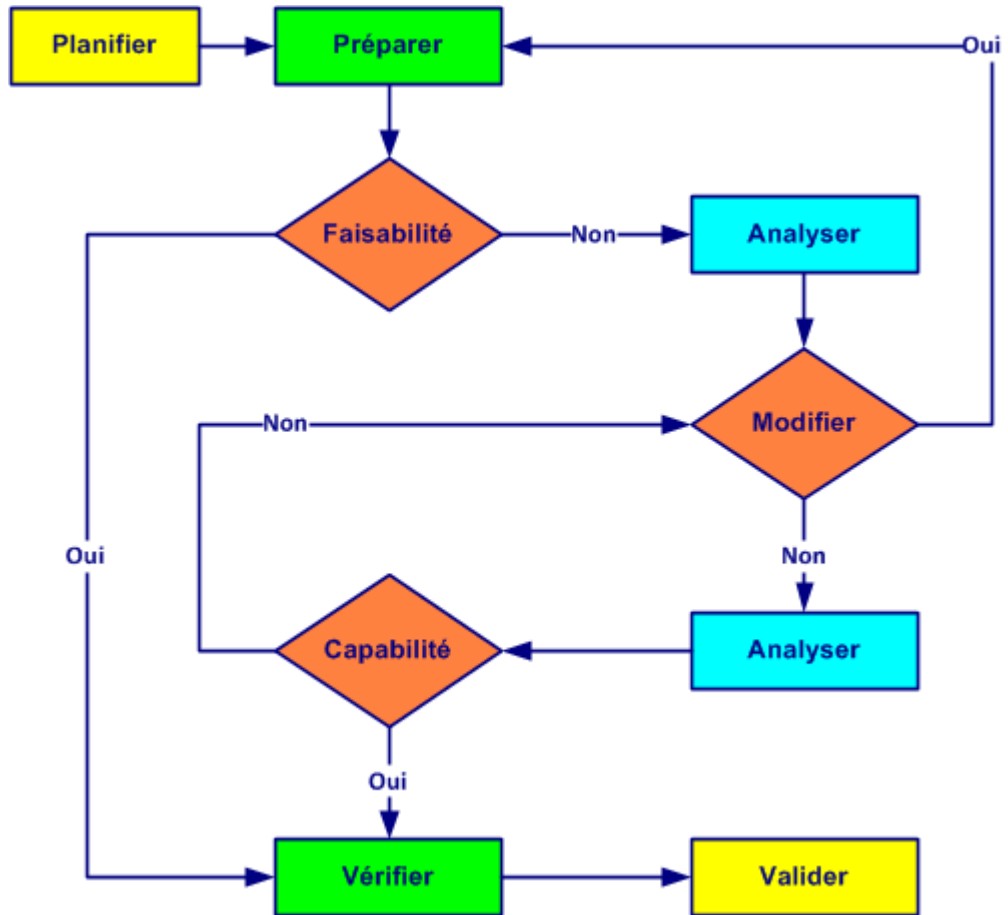 Planifier
Préparer
Oui
Faisabilité
Non
Analyser
Non
Modifier
Oui
Non
Capabilité
Analyser
Oui
Vérifier
Valider